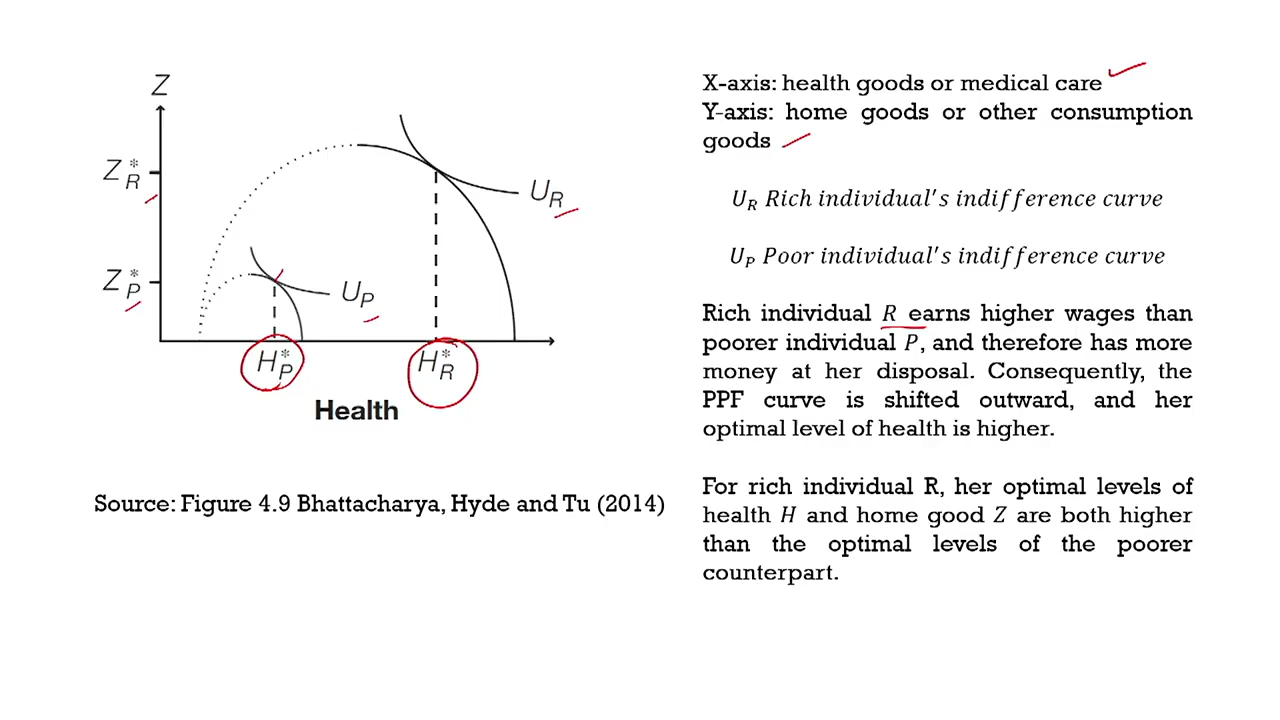 Z
Z*R
UR
Z*P
UP
H*P
H*R
Health
Source: Figure 4.9 Bhattacharya, Hyde and Tu (2014)
X-axis: health goods or medical care
Y-axis: home goods or other consumption
goods
UR Rich individual's indifference curve
UP Poor individual's indifference curve
Rich individual R earns higher wages than
poorer individual P, and therefore has more
money at her disposal. Consequently, the
PPF curve is shifted outward, and her
optimal level of health is higher.
For rich individual R, her optimal levels of
health H and home good Z are both higher
than the optimal levels of the poorer
counterpart.